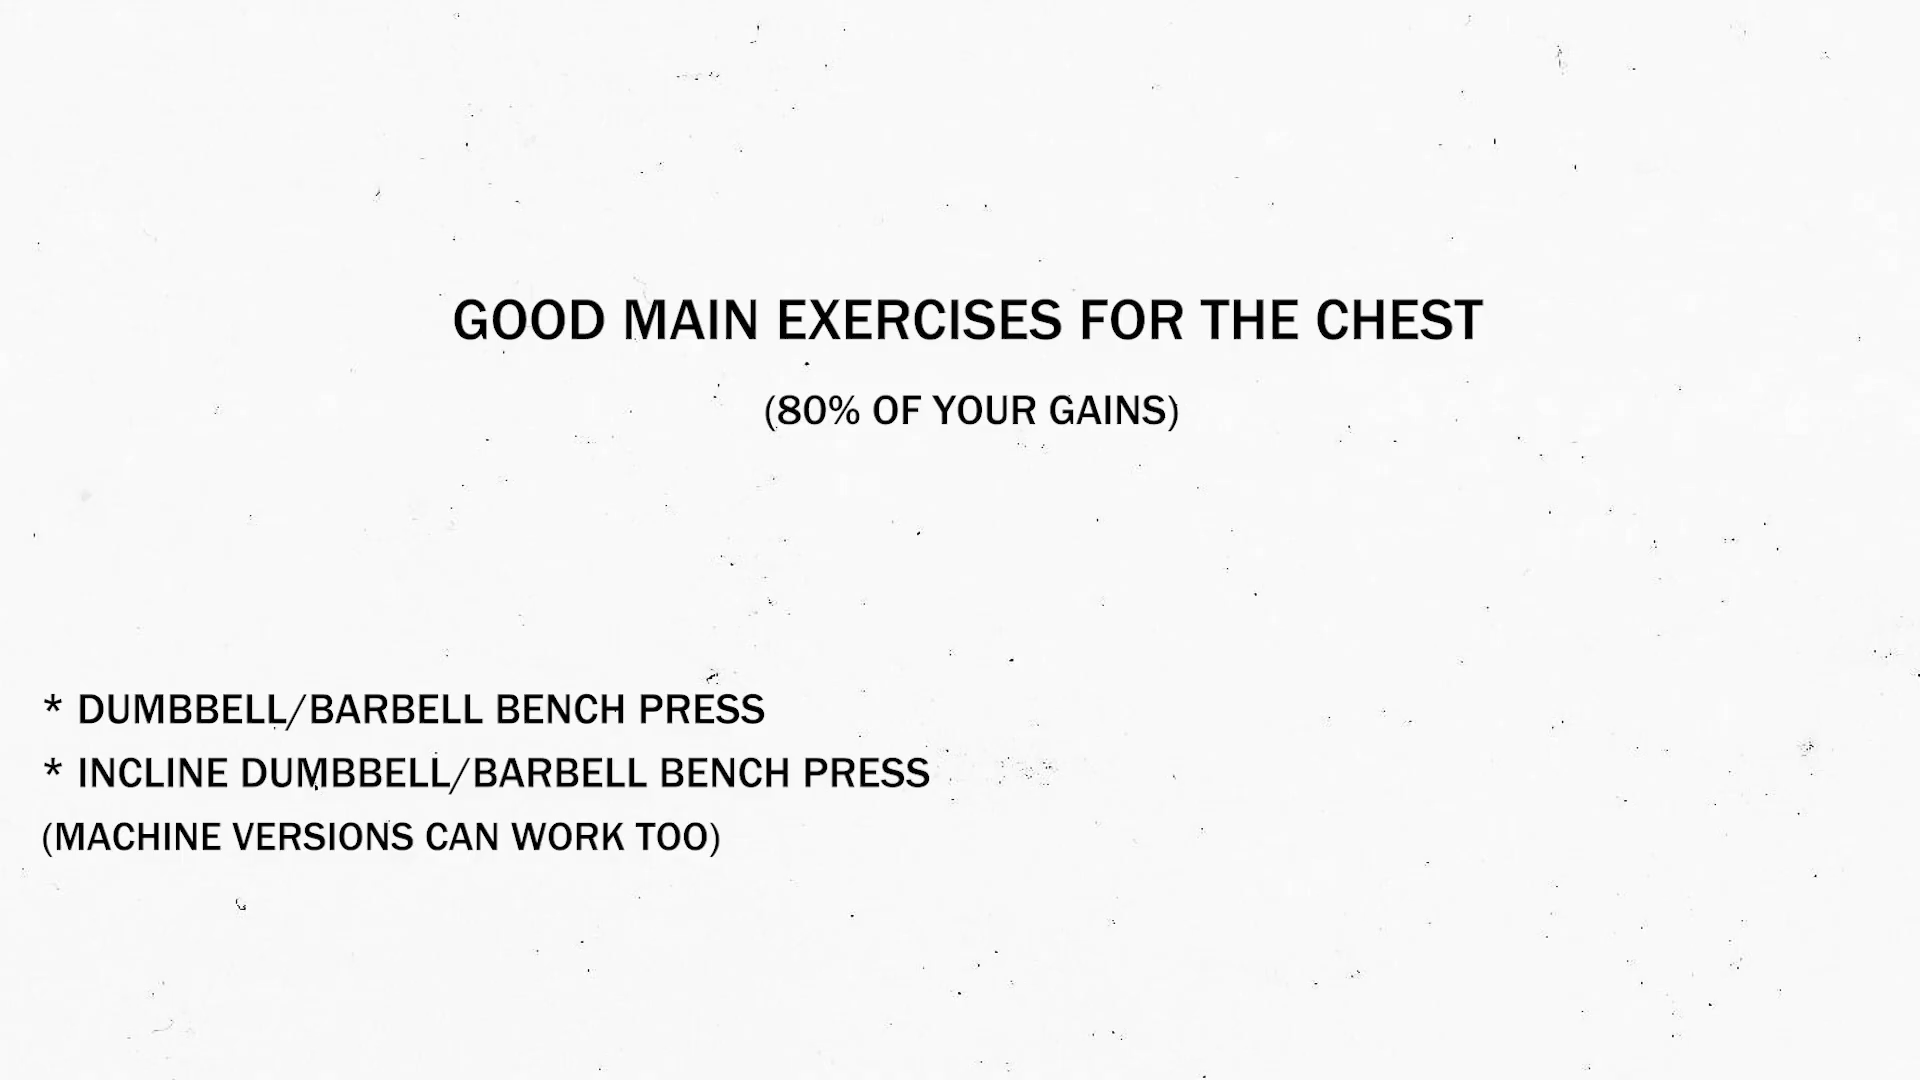 GOOD MAIN EXERCISES FOR THE CHEST
(80% OF YOUR GAINS)
* DUMBBELL/BARBELL BENCH PRESS
* INCLINE DUMBBELL/BARBELL BENCH PRESS
(MACHINE VERSIONS CAN WORK TOO)